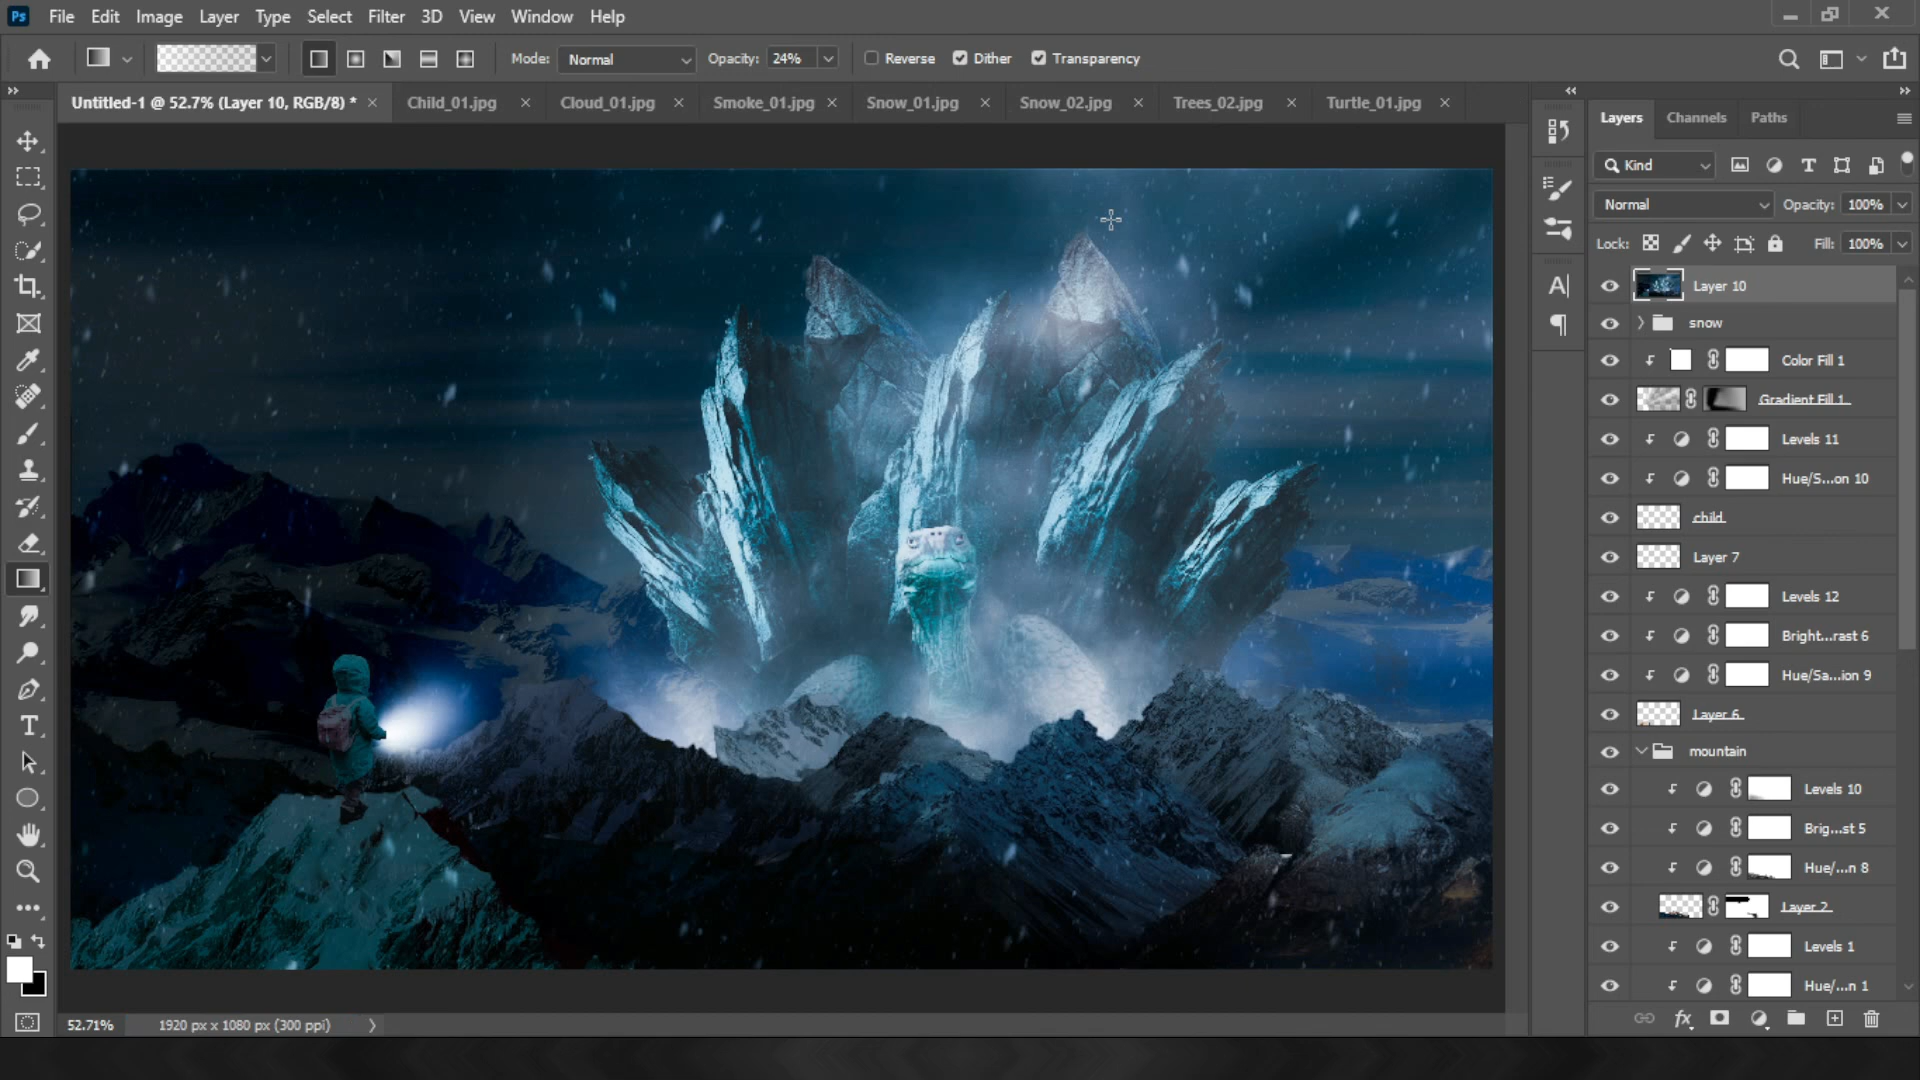 Ps File Edit Image Layer Type Select Filter 3D View Window Help
Mode: Normal Opacity: 24% Reverse Dither Transparency
Untitled-1 @ 52.7% (Layer 10, RGB/8) * Child_01.jpg Cloud_01.jpg Smoke_01.jpg Snow_01.jpg Snow_02.jpg Trees_02.jpg Turtle_01.jpg
Layers Channels Paths
Kind
Normal Opacity: 100%
Lock: Fill: 100%
Layer 10
snow
Color Fill 1
Gradient Fill 1
Levels 11
Hue/S...on 10
child
Layer 7
Levels 12
Bright...rast 6
Hue/Sa...ion 9
Layer 6
mountain
Levels 10
Brig...st 5
Hue/...n 8
Layer 2
Levels 1
Hue/...n 1
52.71% 1920 px x 1080 px (300 ppi)